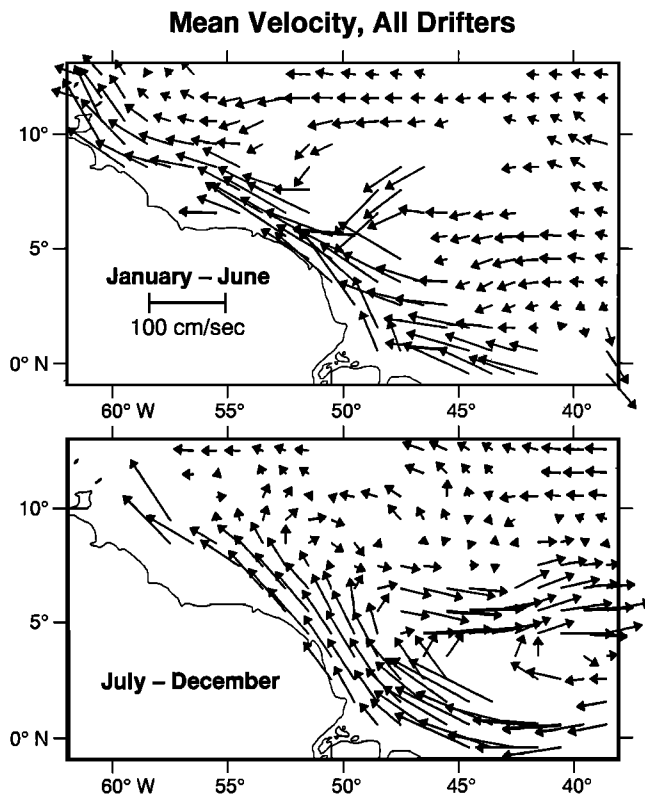 Mean Velocity, All Drifters
10°
5°
January – June
100 cm/sec
0° N
60° W 55° 50° 45° 40°
10°
5°
July – December
0° N
60° W 55° 50° 45° 40°